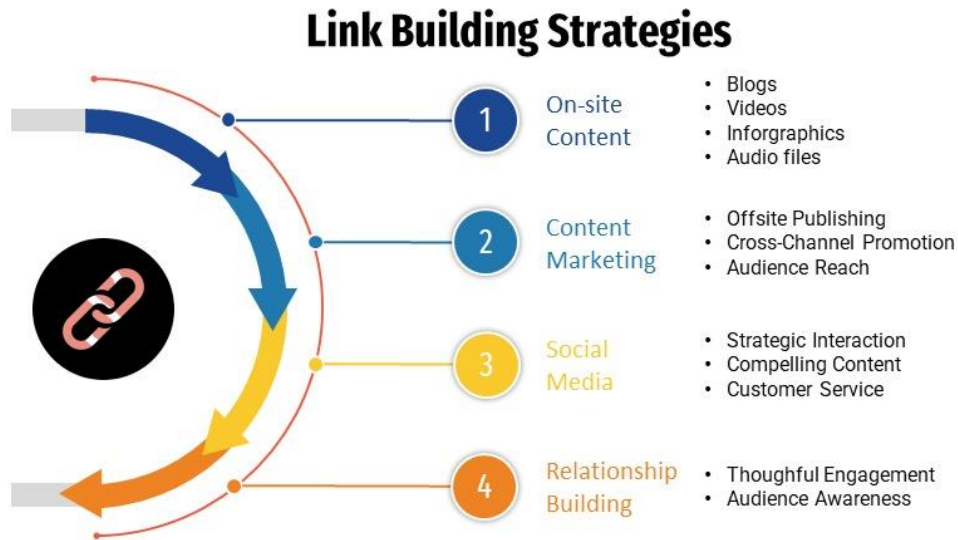 Link Building Strategies
1
On-site
Content
• Blogs
• Videos
• Inforgraphics
• Audio files
2
Content
Marketing
• Offsite Publishing
• Cross-Channel Promotion
• Audience Reach
3
Social
Media
• Strategic Interaction
• Compelling Content
• Customer Service
4
Relationship
Building
• Thoughtful Engagement
• Audience Awareness